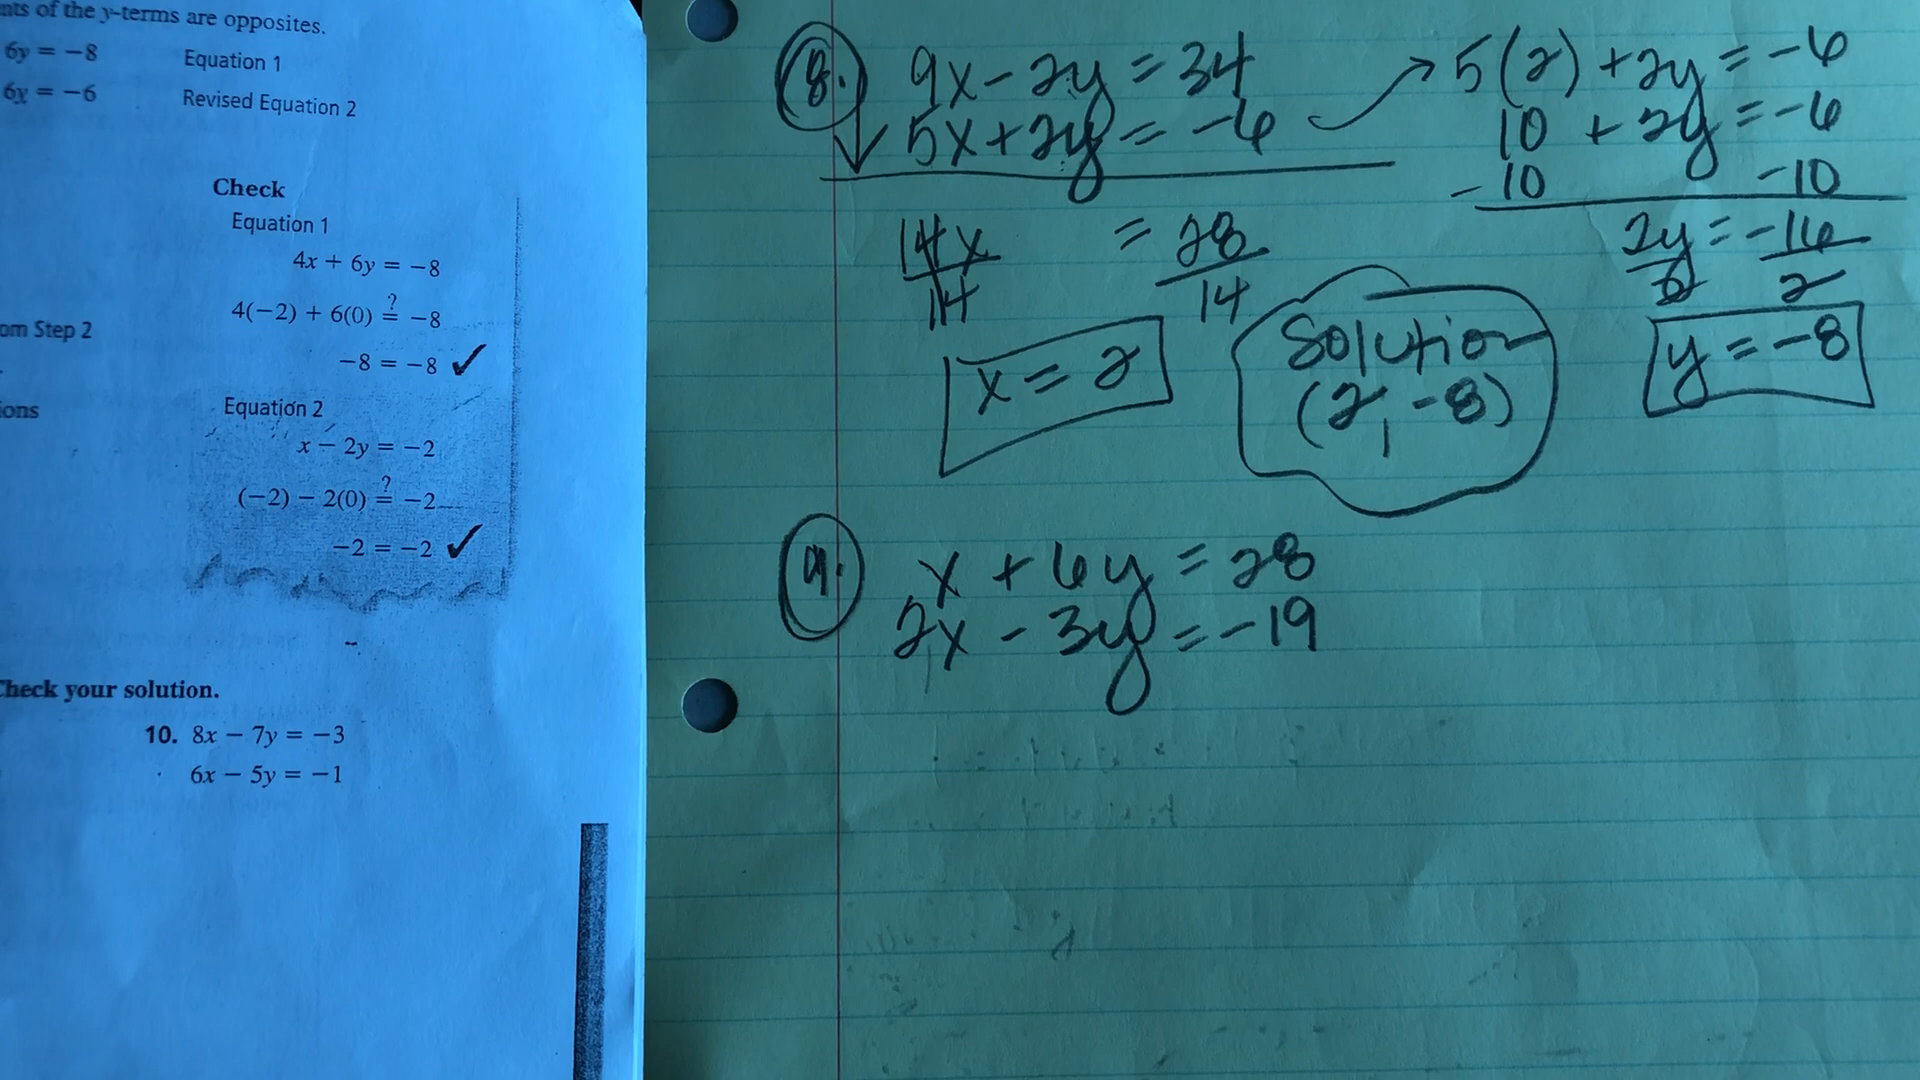 nts of the y-terms are opposites.
6y = −8 Equation 1
6y = −6 Revised Equation 2
Check
Equation 1
4x + 6y = −8
4(−2) + 6(0) ≟ −8
om Step 2
−8 = −8 ✓
ions
Equation 2
x − 2y = −2
(−2) − 2(0) ≟ −2
−2 = −2 ✓
Check your solution.
10. 8x − 7y = −3
6x − 5y = −1
8. 9x - 2y = 34
5x + 2y = -6
14x = 28
14 14
x = 2
Solution
(2, -8)
5(2) + 2y = -6
10 + 2y = -6
-10 -10
2y = -16
2 2
y = -8
9. x + 6y = 28
2x - 3y = -19